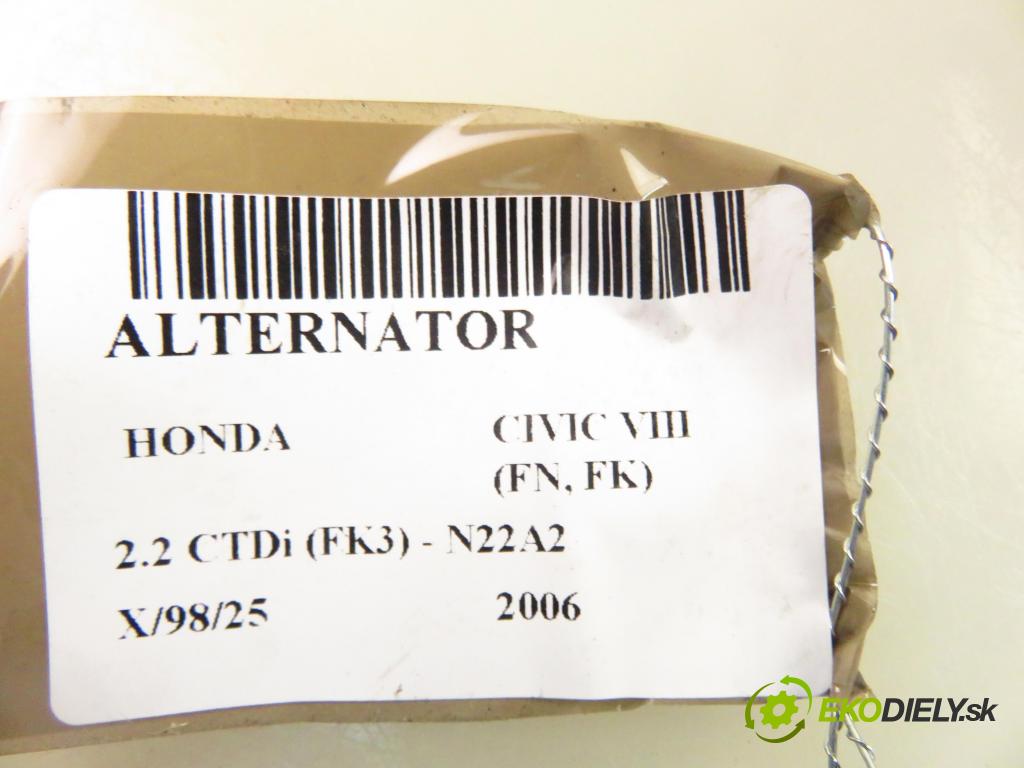 ALTERNATOR
HONDA CIVIC VIII
(FN, FK)
2.2 CTDi (FK3) - N22A2
X/98/25 2006
EKODIELY.sk